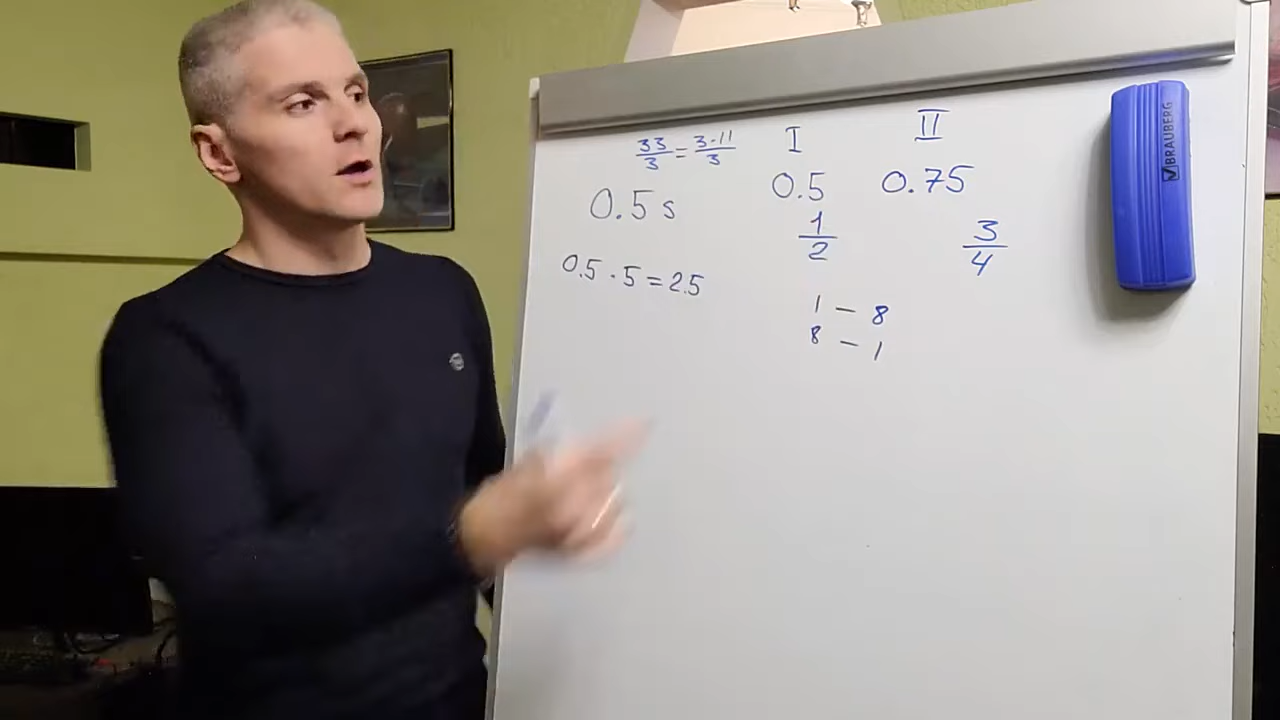 33/3 = 3·11/3
I II
0.5 s 0.5 0.75
1/2 3/4
0.5 · 5 = 2.5
1 – 8
8 – 1
BRAUBERG